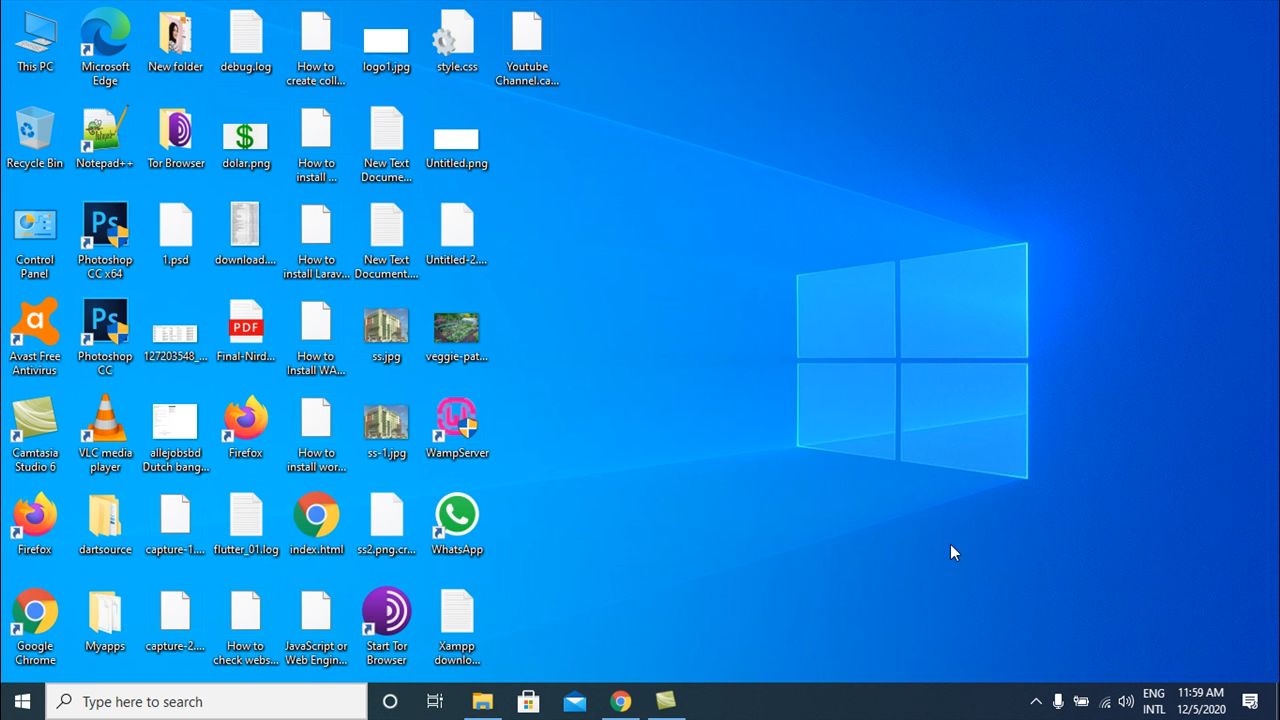 This PC
Microsoft
Edge
New folder
debug.log
How to
create coll...
logo1.jpg
style.css
Youtube
Channel.ca...
Recycle Bin
Notepad++
Tor Browser
dolar.png
How to
install ...
New Text
Docume...
Untitled.png
Control
Panel
Photoshop
CC x64
1.psd
download....
How to
install Larav...
New Text
Document....
Untitled-2....
Avast Free
Antivirus
Photoshop
CC
127203548_...
Final-Nird...
How to
Install WA...
ss.jpg
veggie-pat...
Camtasia
Studio 6
VLC media
player
allejobsbd
Dutch bang...
Firefox
How to
install wor...
ss-1.jpg
WampServer
Firefox
dartsource
capture-1....
flutter_01.log
index.html
ss2.png.cr...
WhatsApp
Google
Chrome
Myapps
capture-2....
How to
check webs...
JavaScript or
Web Engin...
Start Tor
Browser
Xampp
downlo...
Type here to search
ENG
INTL
11:59 AM
12/5/2020